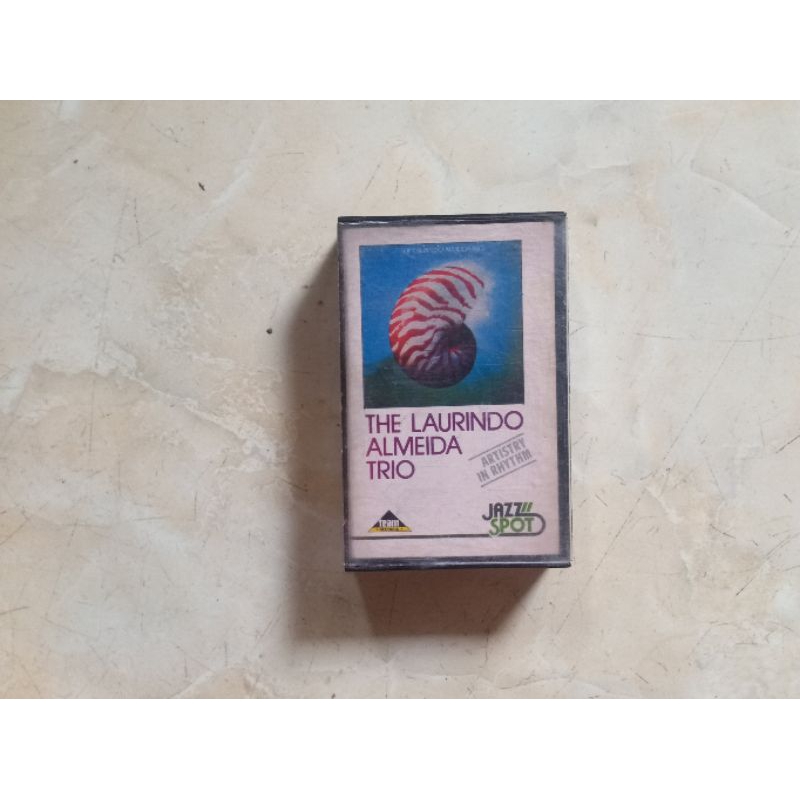 THE LAURINDO
ALMEIDA
TRIO
ARTISTRY
IN RHYTHM
JAZZ
SPOT